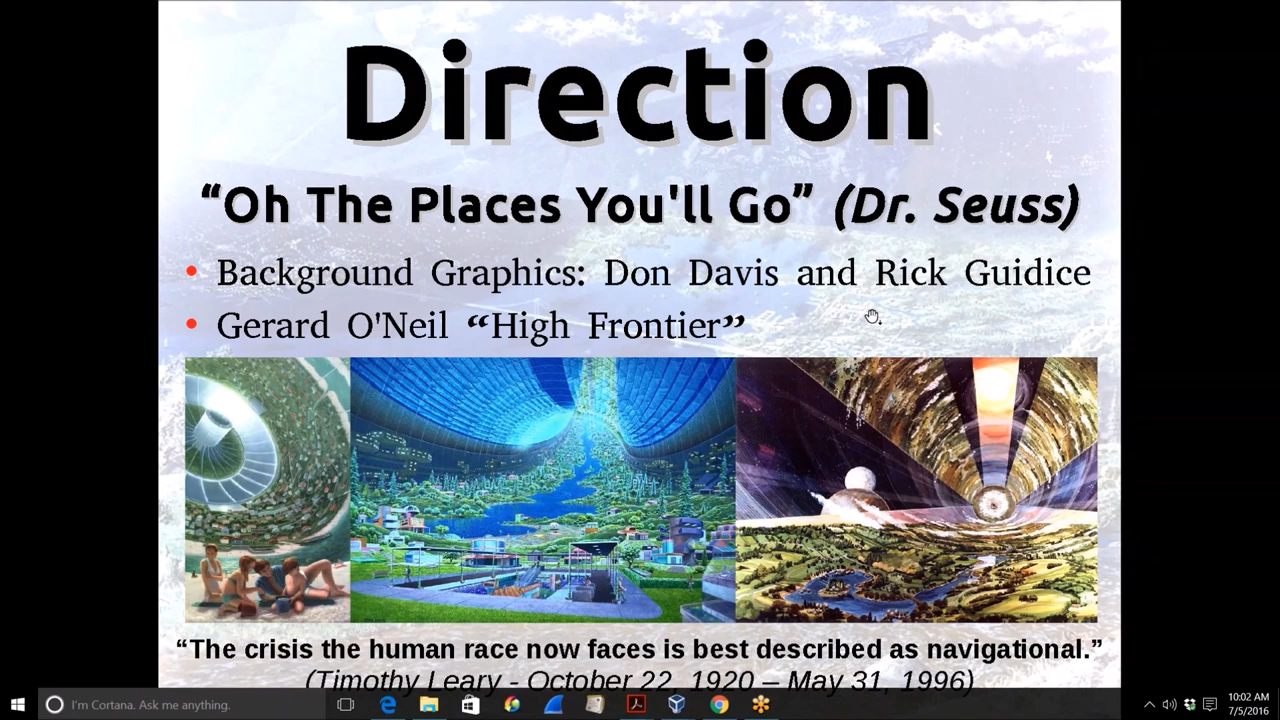 Direction
“Oh The Places You'll Go” (Dr. Seuss)
• Background Graphics: Don Davis and Rick Guidice
• Gerard O'Neil “High Frontier”
“The crisis the human race now faces is best described as navigational.”
(Timothy Leary - October 22, 1920 – May 31, 1996)
I'm Cortana. Ask me anything.
10:02 AM
7/5/2016